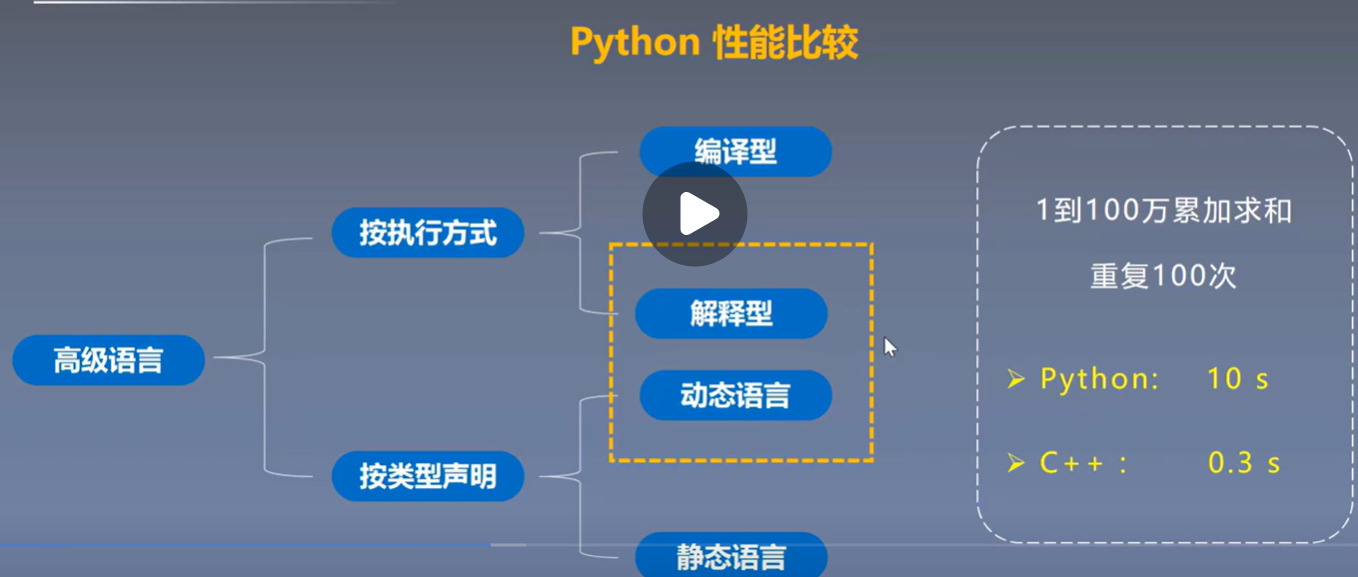 Python 性能比较
高级语言
按执行方式
编译型
解释型
按类型声明
动态语言
静态语言
1到100万累加求和
重复100次
Python: 10 s
C++ : 0.3 s